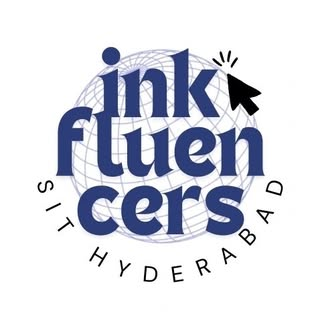 ink
fluen
cers
SIT HYDERABAD